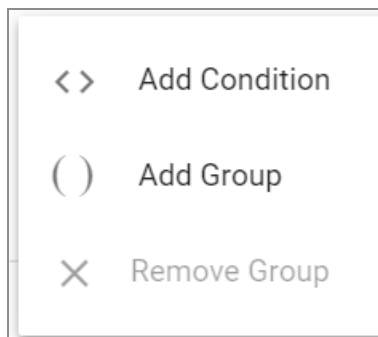 <> Add Condition
( ) Add Group
× Remove Group